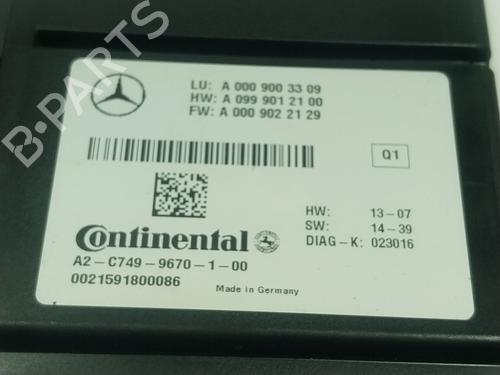 LU: A 000 900 33 09
HW: A 099 901 21 00
FW: A 000 902 21 29
Q1
HW: 13-07
SW: 14-39
DIAG-K: 023016
Continental
A2-C749-9670-1-00
0021591800086
Made in Germany